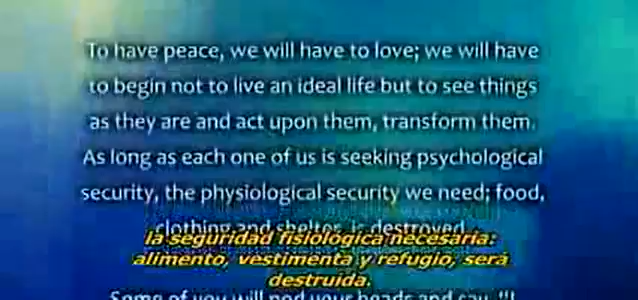 To have peace, we will have to love; we will have
to begin not to live an ideal life but to see things
as they are and act upon them, transform them.
As long as each one of us is seeking psychological
security, the physiological security we need; food,
clothing and shelter, is destroyed.
la seguridad fisiológica necesaria:
alimento, vestimenta y refugio, será
destruida.
Some of you will nod your heads and say, "I